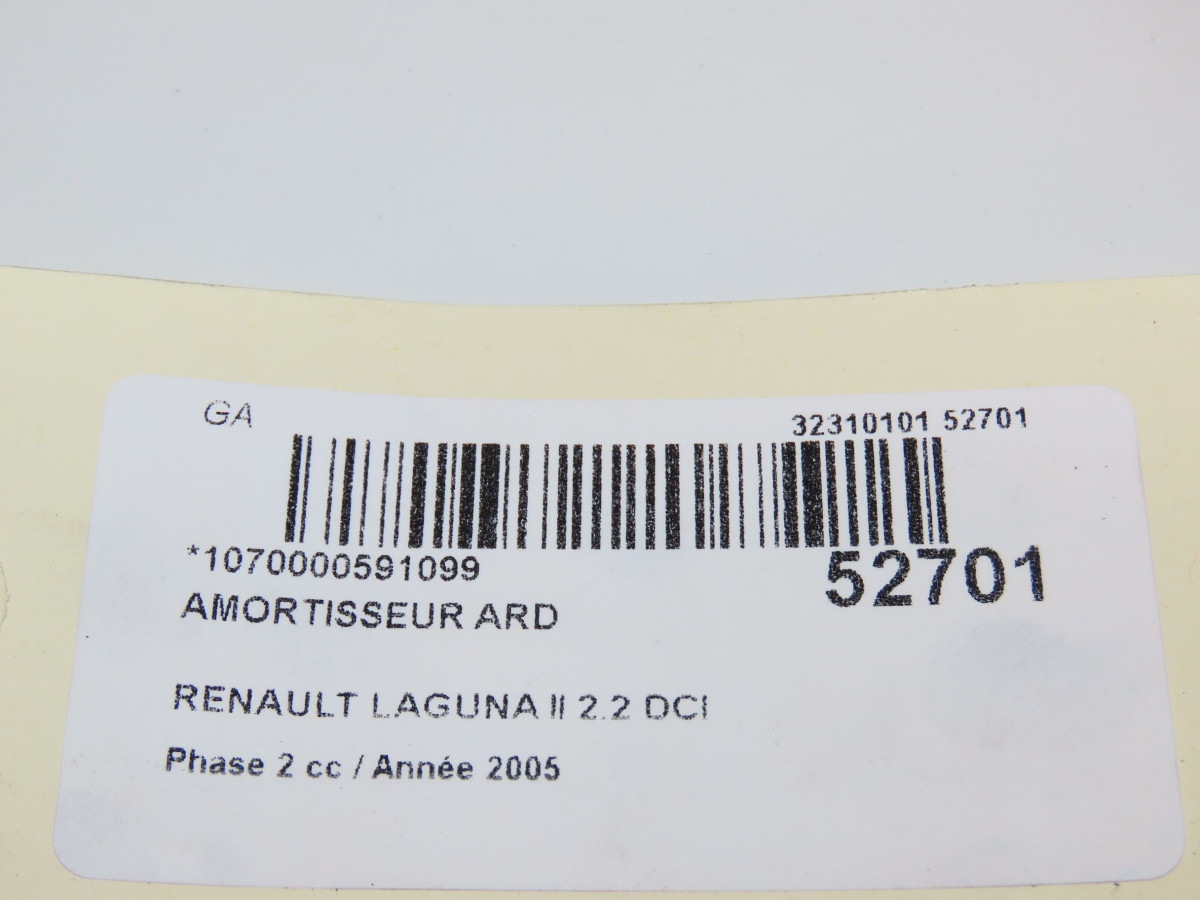 GA 32310101 52701
*1070000591099 52701
AMORTISSEUR ARD
RENAULT LAGUNA II 2.2 DCI
Phase 2 cc / Année 2005